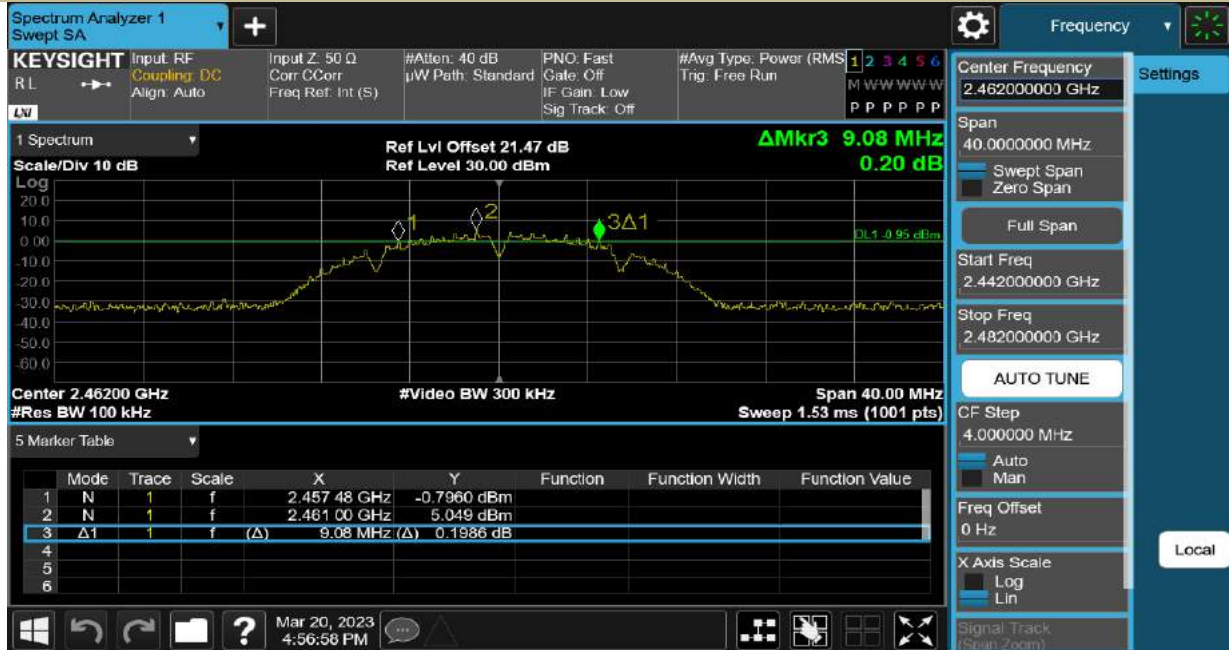 Spectrum Analyzer 1
Swept SA
Frequency
KEYSIGHT
R L
LXI
Input: RF
Coupling: DC
Align: Auto
Input Z: 50 Ω
Corr CCorr
Freq Ref: Int (S)
#Atten: 40 dB
µW Path: Standard
PNO: Fast
Gate: Off
IF Gain: Low
Sig Track: Off
#Avg Type: Power (RMS
Trig: Free Run
1 2 3 4 5 6
M W W W W W
P P P P P P
1 Spectrum
Scale/Div 10 dB
Ref Lvl Offset 21.47 dB
Ref Level 30.00 dBm
ΔMkr3 9.08 MHz
0.20 dB
Log
20.0
10.0
0.00
-10.0
-20.0
-30.0
-40.0
-50.0
-60.0
1
2
3Δ1
DL1 -0.95 dBm
Center 2.46200 GHz
#Res BW 100 kHz
#Video BW 300 kHz
Span 40.00 MHz
Sweep 1.53 ms (1001 pts)
5 Marker Table
Mode Trace Scale X Y Function Function Width Function Value
1 N 1 f 2.457 48 GHz -0.7960 dBm
2 N 1 f 2.461 00 GHz 5.049 dBm
3 Δ1 1 f (Δ) 9.08 MHz (Δ) 0.1986 dB
4
5
6
Mar 20, 2023
4:56:58 PM
Center Frequency
2.462000000 GHz
Span
40.0000000 MHz
Swept Span
Zero Span
Full Span
Start Freq
2.442000000 GHz
Stop Freq
2.482000000 GHz
AUTO TUNE
CF Step
4.000000 MHz
Auto
Man
Freq Offset
0 Hz
X Axis Scale
Log
Lin
Signal Track
(Span Zoom)
Settings
Local